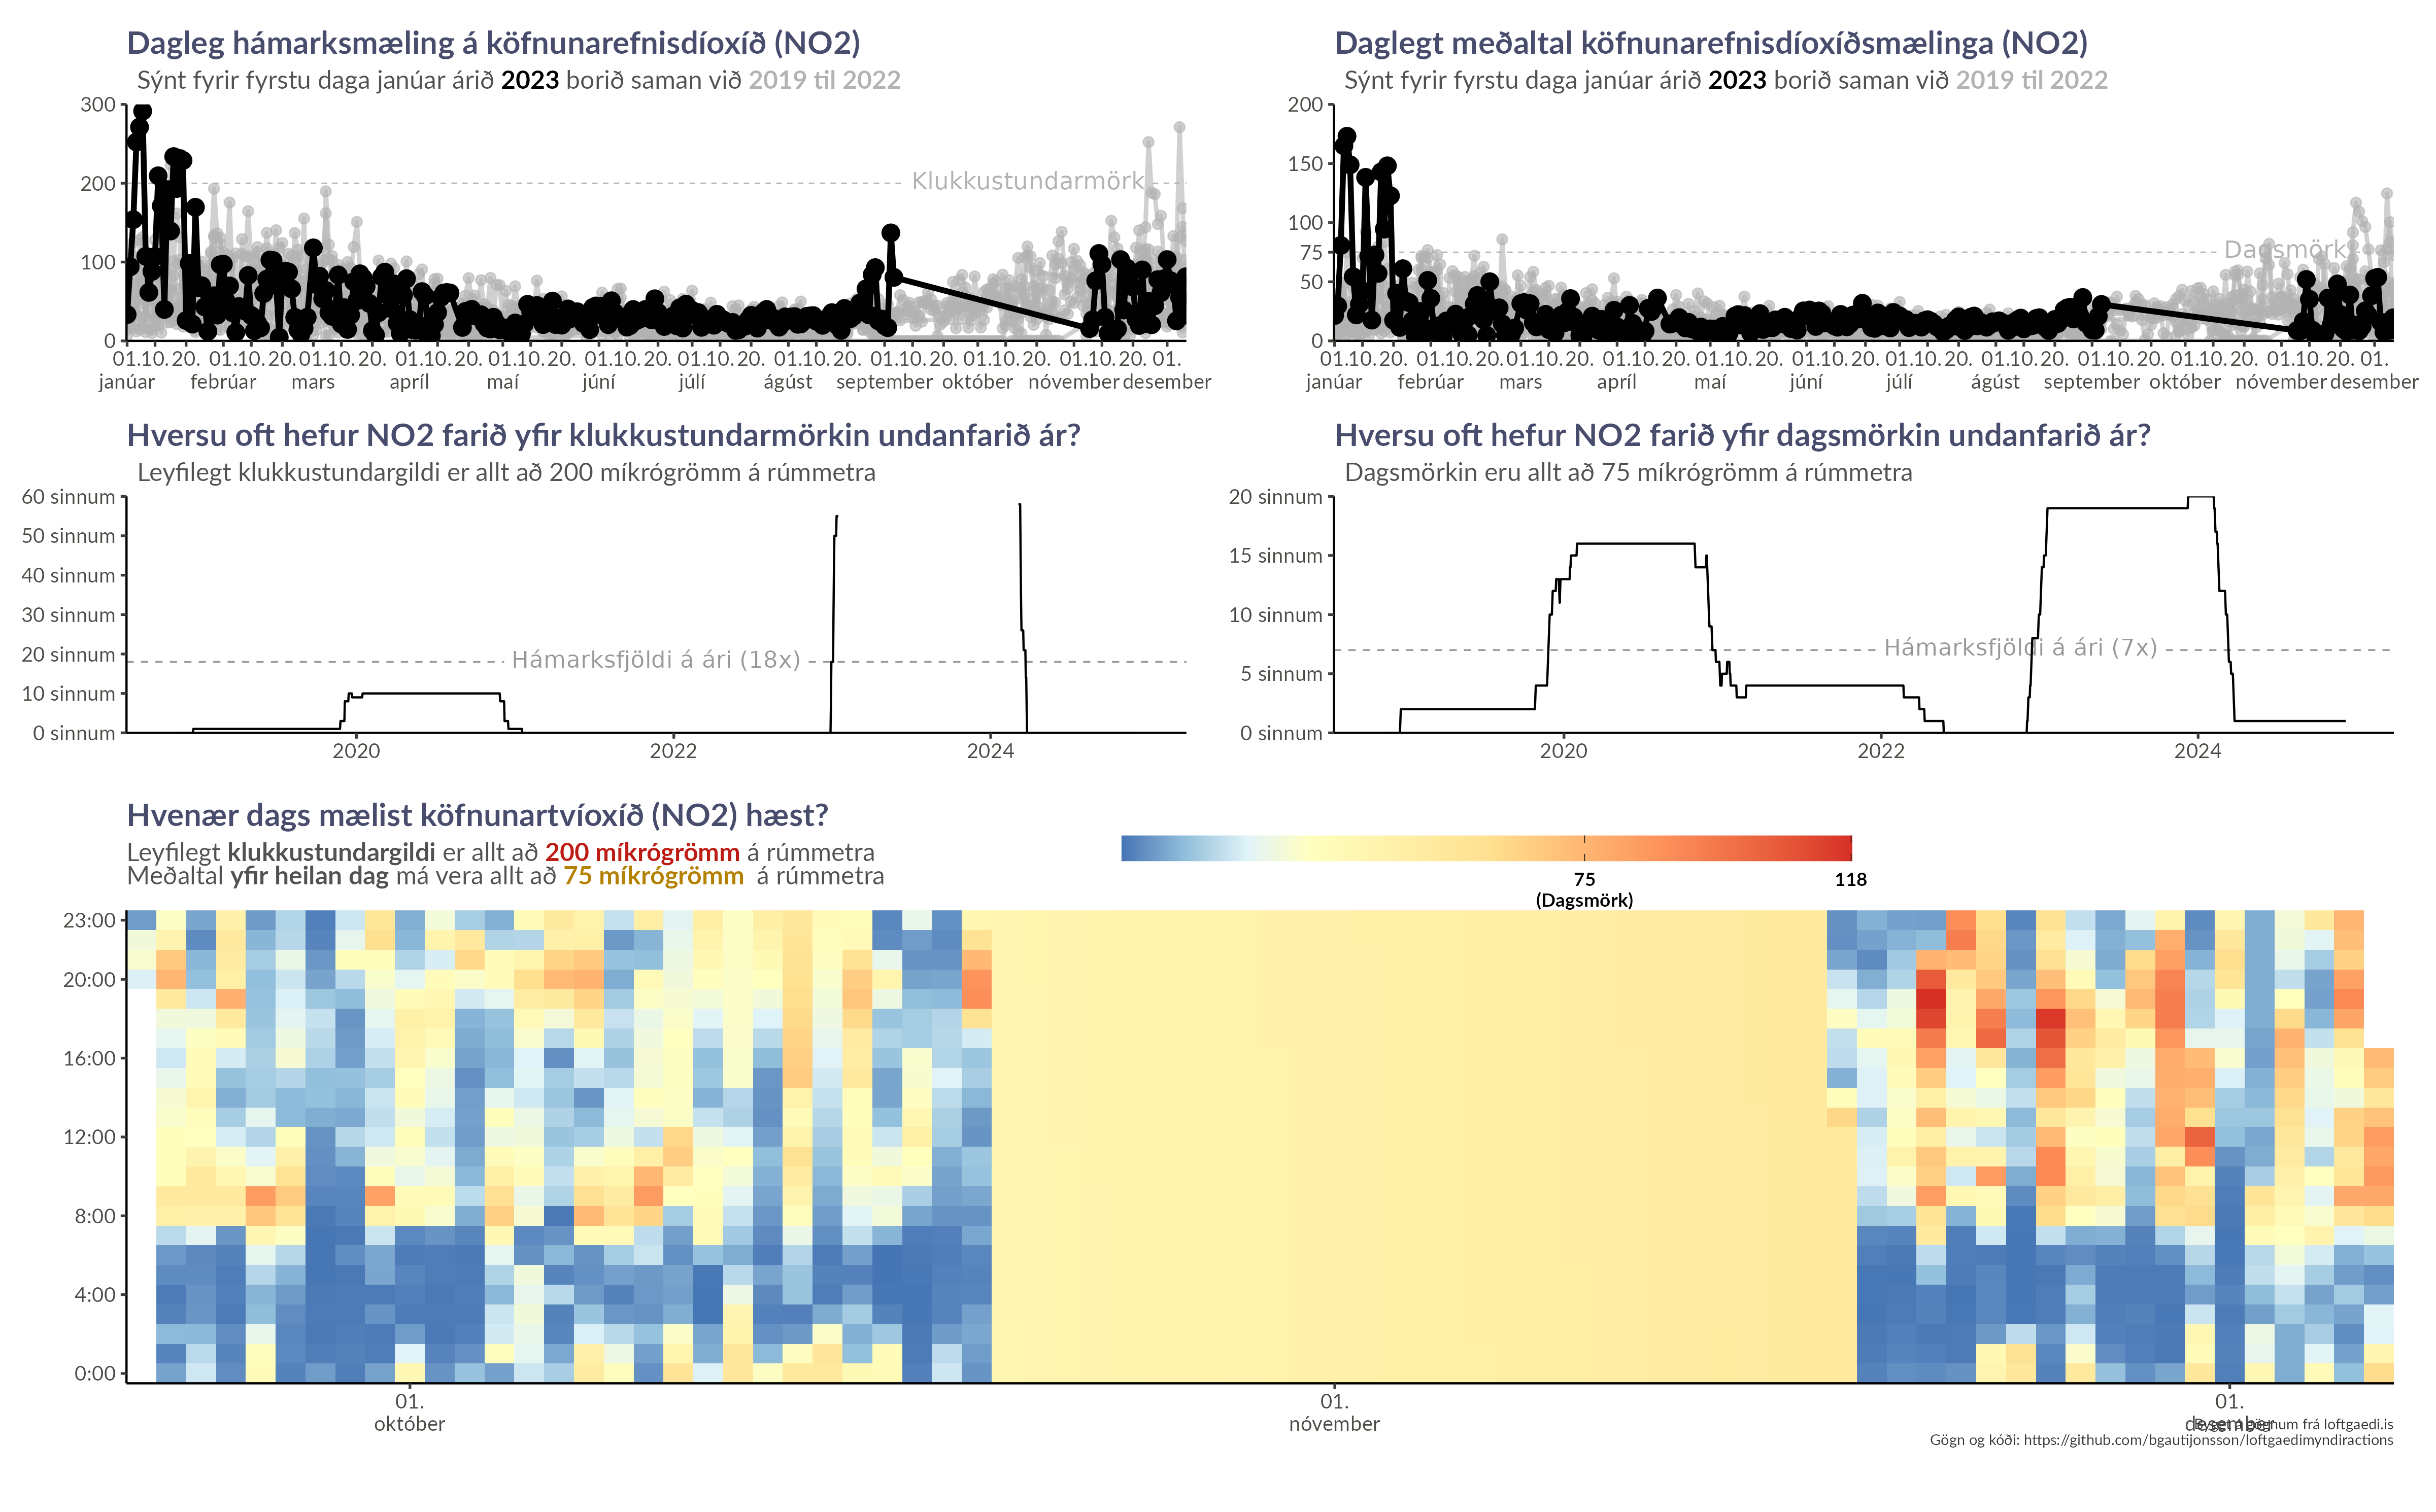 Dagleg hámarksmæling á köfnunarefnisdíoxíð (NO2)
Sýnt fyrir fyrstu daga janúar árið 2023 borið saman við 2019 til 2022
300
200
100
0
Klukkustundarmörk
01. 10. 20. 01. 10. 20. 01. 10. 20. 01. 10. 20. 01. 10. 20. 01. 10. 20. 01. 10. 20. 01. 10. 20. 01. 10. 20. 01. 10. 20. 01. 10. 20. 01.
janúar febrúar mars apríl maí júní júlí ágúst september október nóvember desember
Daglegt meðaltal köfnunarefnisdíoxíðsmælinga (NO2)
Sýnt fyrir fyrstu daga janúar árið 2023 borið saman við 2019 til 2022
200
150
100
75
50
0
Dagsmörk
01. 10. 20. 01. 10. 20. 01. 10. 20. 01. 10. 20. 01. 10. 20. 01. 10. 20. 01. 10. 20. 01. 10. 20. 01. 10. 20. 01. 10. 20. 01. 10. 20. 01.
janúar febrúar mars apríl maí júní júlí ágúst september október nóvember desember
Hversu oft hefur NO2 farið yfir klukkustundarmörkin undanfarið ár?
Leyfilegt klukkustundargildi er allt að 200 míkrógrömm á rúmmetra
60 sinnum
50 sinnum
40 sinnum
30 sinnum
20 sinnum
10 sinnum
0 sinnum
Hámarksfjöldi á ári (18x)
2020 2022 2024
Hversu oft hefur NO2 farið yfir dagsmörkin undanfarið ár?
Dagsmörkin eru allt að 75 míkrógrömm á rúmmetra
20 sinnum
15 sinnum
10 sinnum
5 sinnum
0 sinnum
Hámarksfjöldi á ári (7x)
2020 2022 2024
Hvenær dags mælist köfnunartvíoxíð (NO2) hæst?
Leyfilegt klukkustundargildi er allt að 200 míkrógrömm á rúmmetra
Meðaltal yfir heilan dag má vera allt að 75 míkrógrömm á rúmmetra
75 118
(Dagsmörk)
23:00
20:00
16:00
12:00
8:00
4:00
0:00
01. 01. 01.
október nóvember desember
frá loftgaedi.is
Gögn og kóði: https://github.com/bgautijonsson/loftgaedimyndiractions